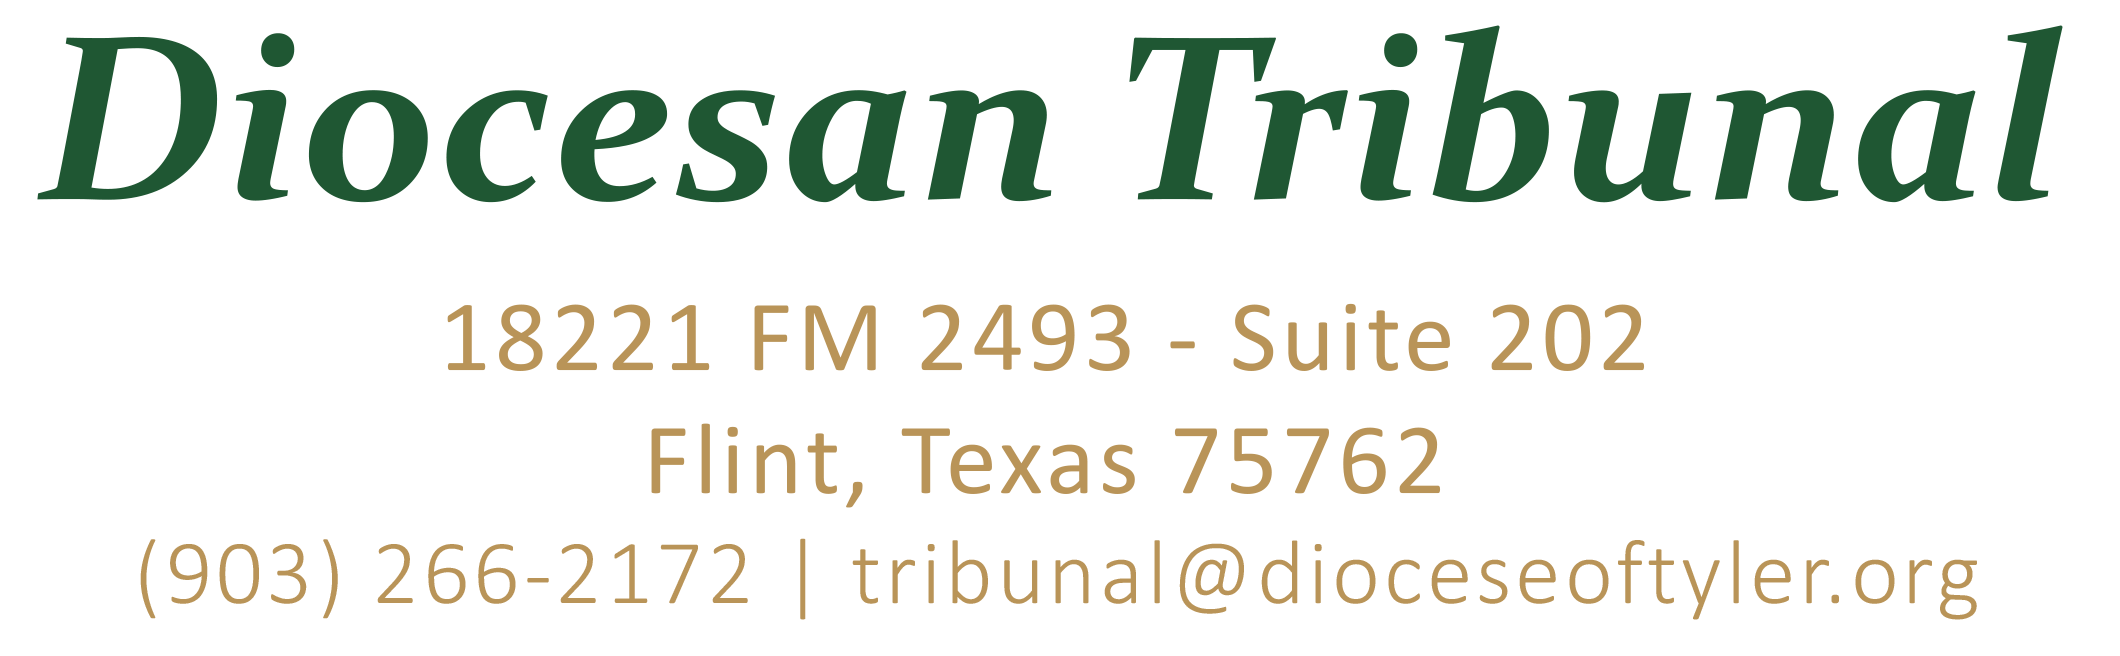 Diocesan Tribunal
18221 FM 2493 - Suite 202
Flint, Texas 75762
(903) 266-2172 | tribunal@dioceseoftyler.org